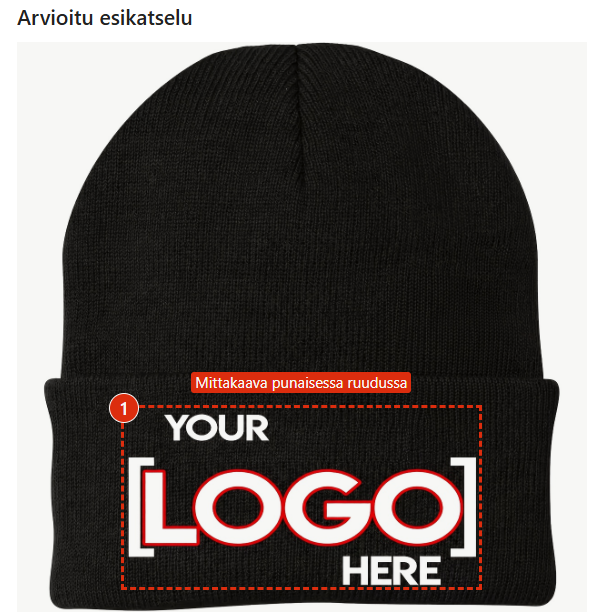 Arvioitu esikatselu
Mittakaava punaisessa ruudussa
1
YOUR
[LOGO]
HERE